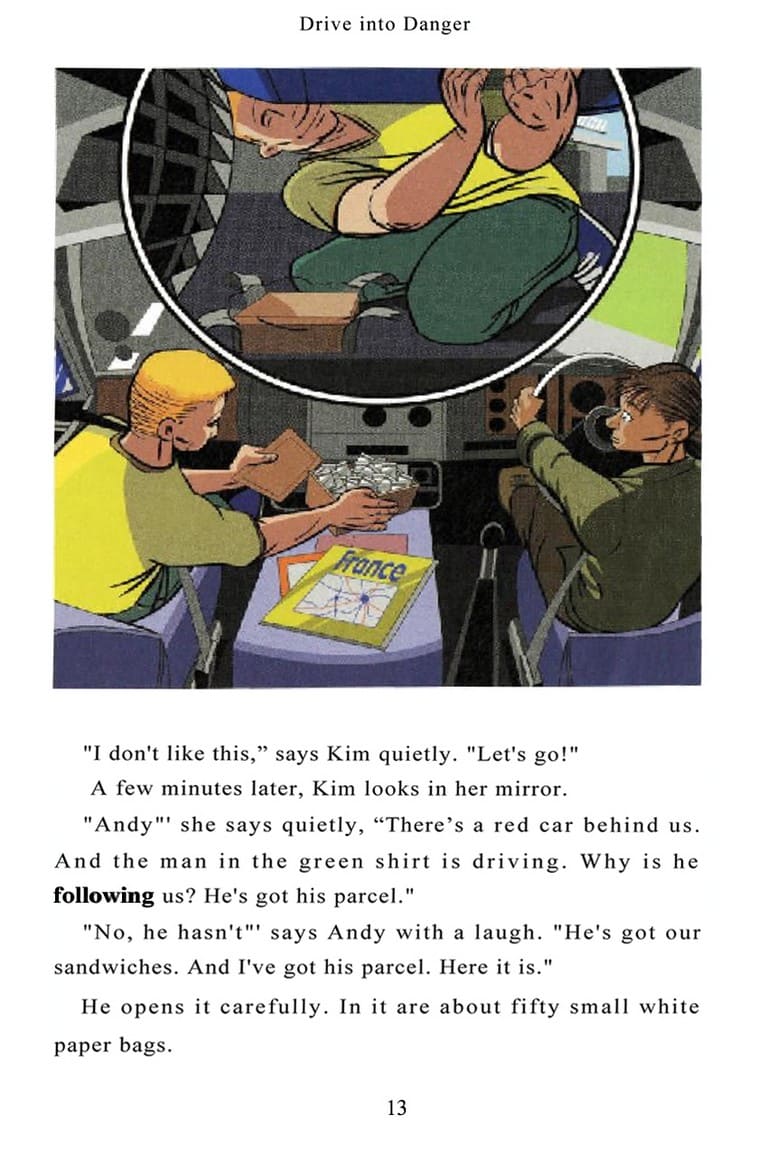 Drive into Danger
France
"I don't like this,” says Kim quietly. "Let's go!"
A few minutes later, Kim looks in her mirror.
"Andy"' she says quietly, “There’s a red car behind us.
And the man in the green shirt is driving. Why is he
following us? He's got his parcel."
"No, he hasn't"' says Andy with a laugh. "He's got our
sandwiches. And I've got his parcel. Here it is."
He opens it carefully. In it are about fifty small white
paper bags.
13